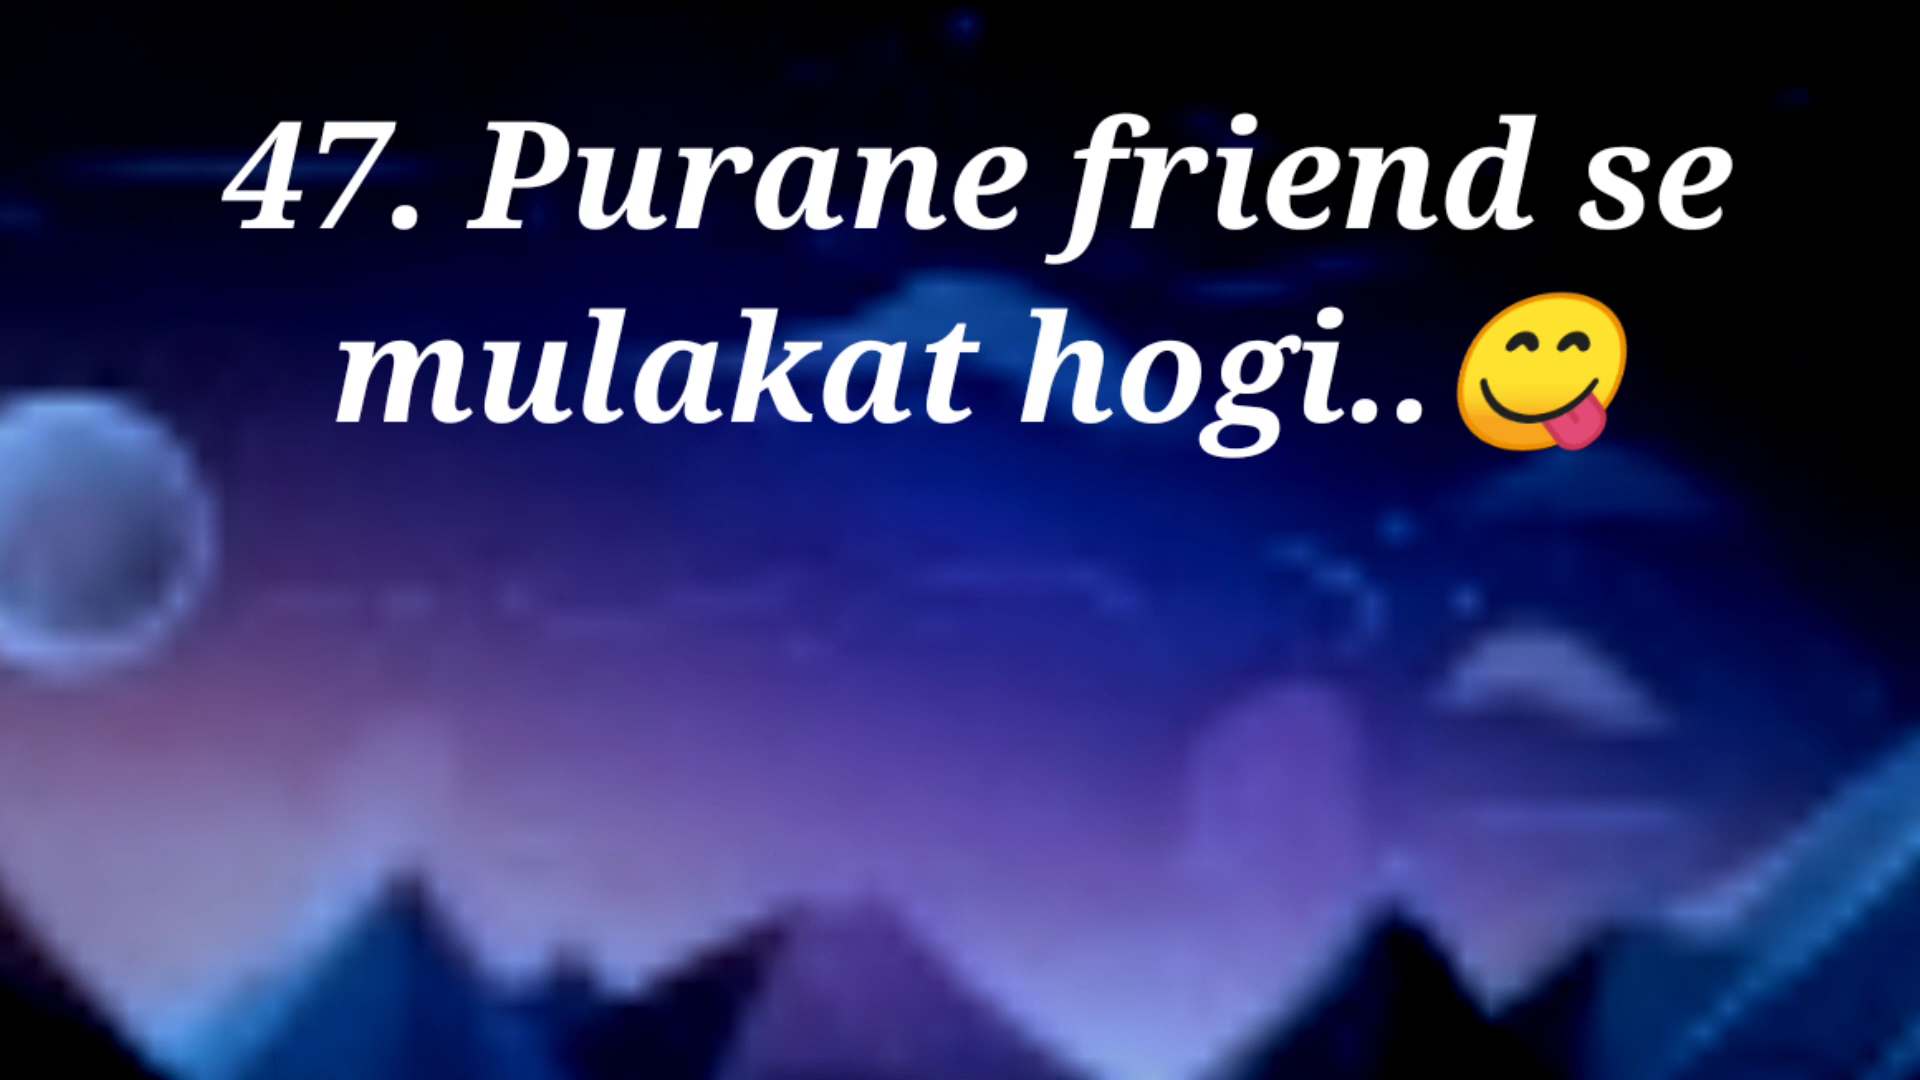 47. Purane friend se
mulakat hogi..😋